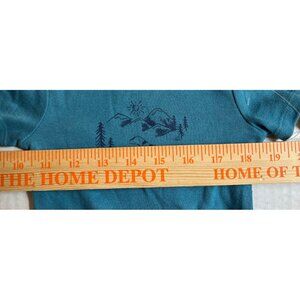 10 11 12 13 14 15 16 17 18 19
THE HOME DEPOT HOME OF T